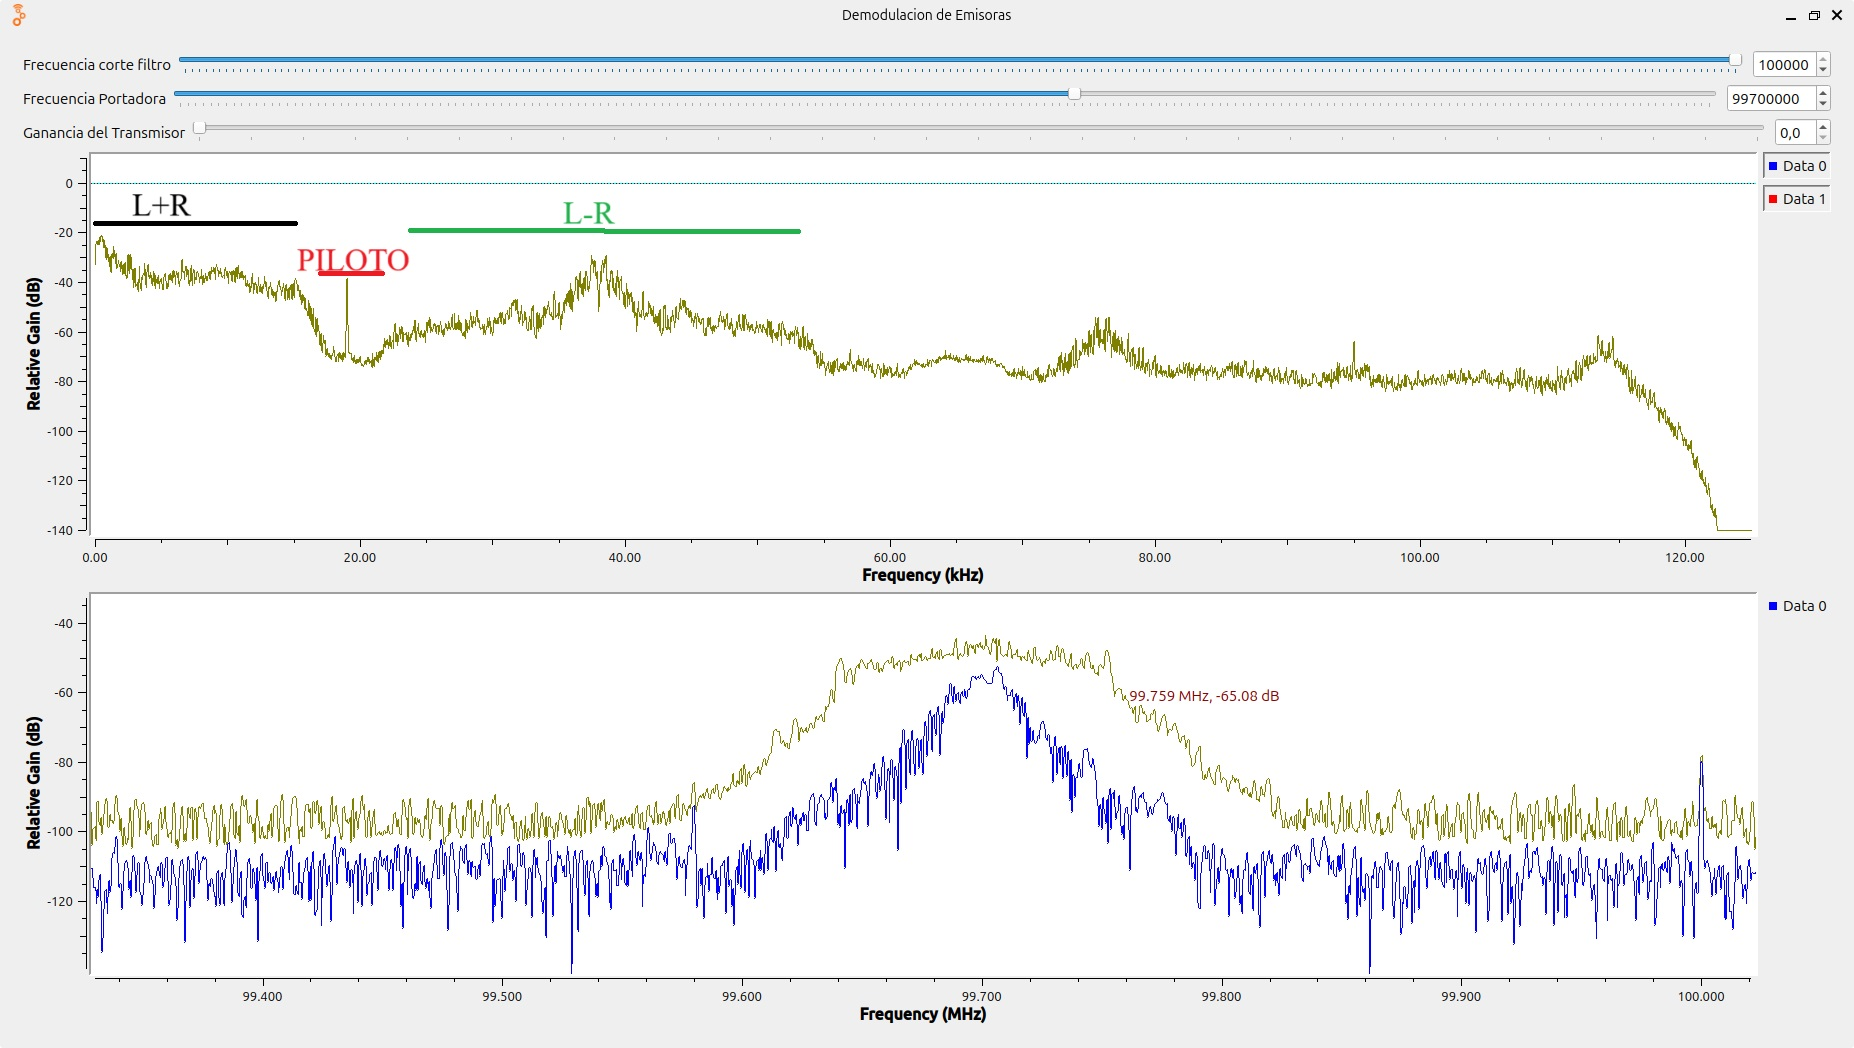 Demodulacion de Emisoras
Frecuencia corte filtro 100000
Frecuencia Portadora 99700000
Ganancia del Transmisor 0,0
Data 0
Data 1
L+R
PILOTO
L-R
Relative Gain (dB)
0
-20
-40
-60
-80
-100
-120
-140
0.00 20.00 40.00 60.00 80.00 100.00 120.00
Frequency (kHz)
Data 0
Relative Gain (dB)
-40
-60
-80
-100
-120
99.759 MHz, -65.08 dB
99.400 99.500 99.600 99.700 99.800 99.900 100.000
Frequency (MHz)